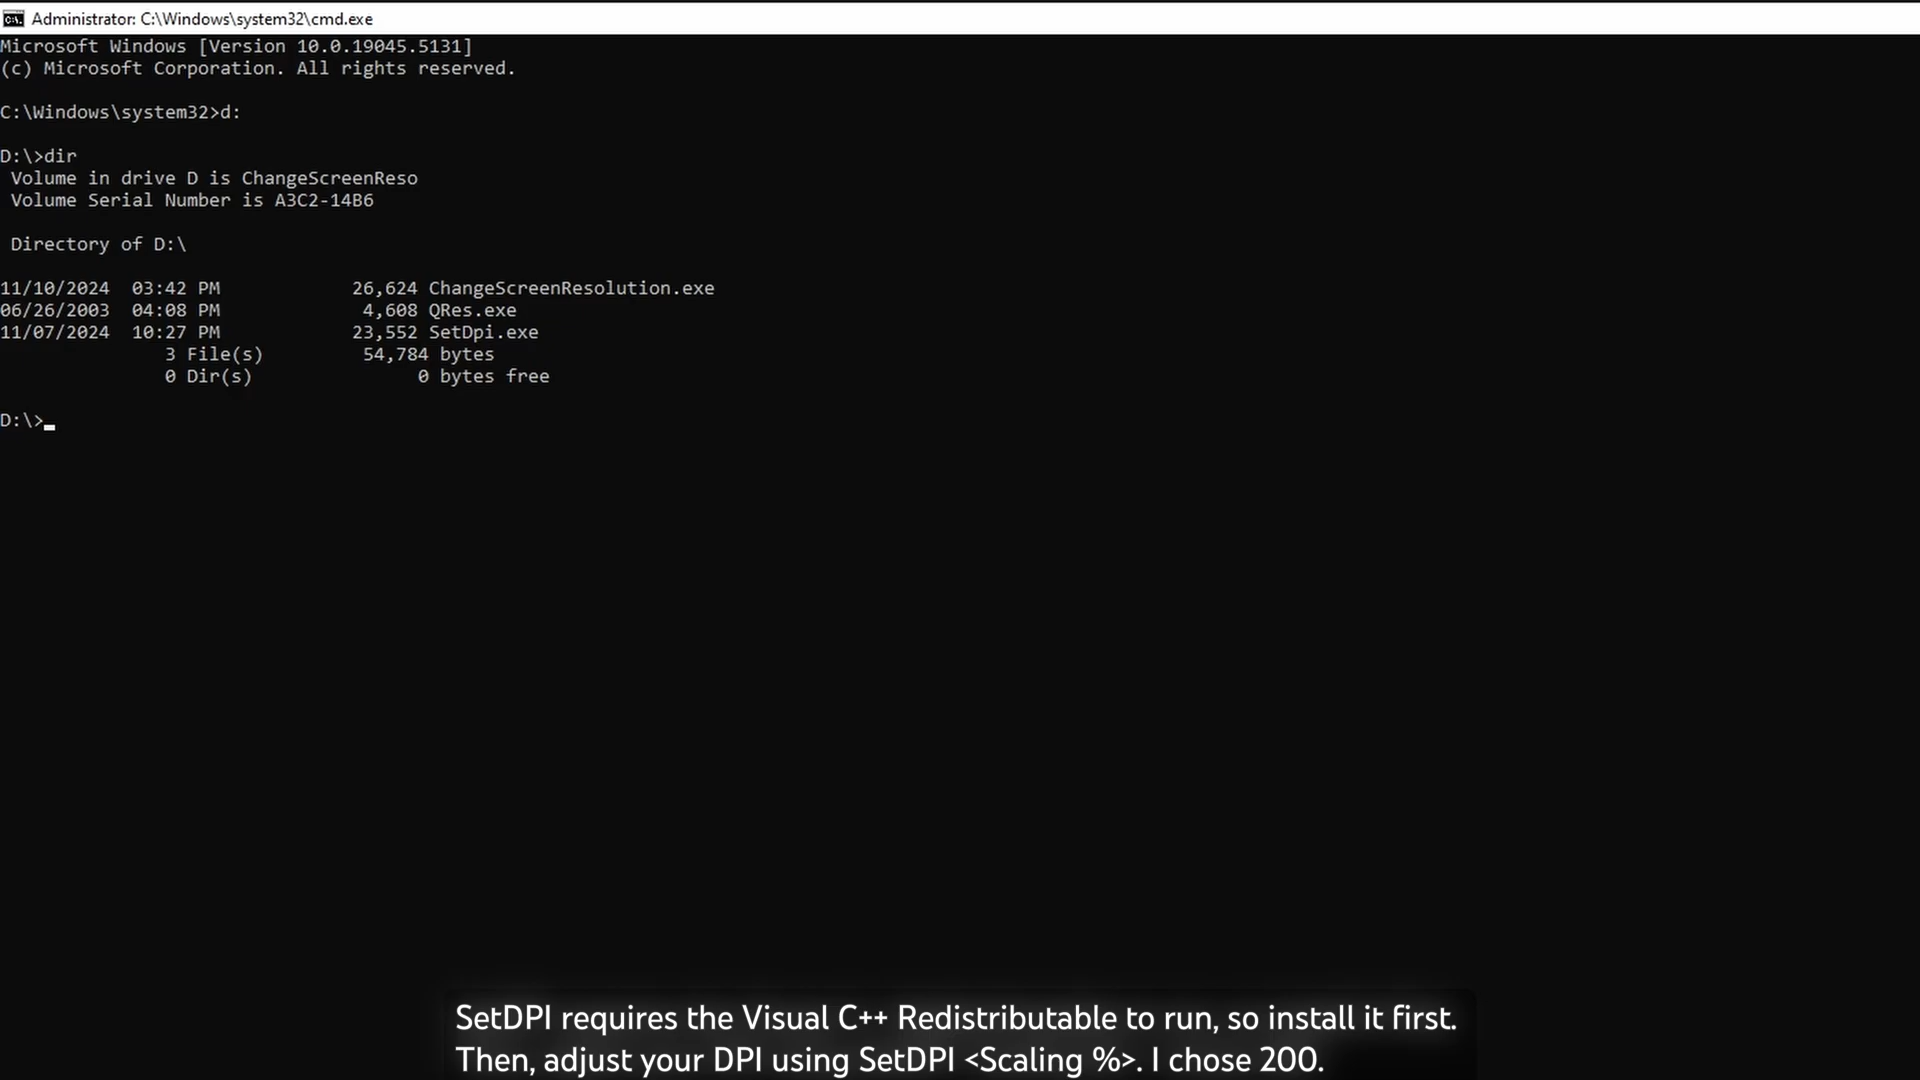 Administrator: C:\Windows\system32\cmd.exe
Microsoft Windows [Version 10.0.19045.5131]
(c) Microsoft Corporation. All rights reserved.
C:\Windows\system32>d:
D:\>dir
Volume in drive D is ChangeScreenReso
Volume Serial Number is A3C2-14B6
Directory of D:\
11/10/2024  03:42 PM            26,624 ChangeScreenResolution.exe
06/26/2003  04:08 PM             4,608 QRes.exe
11/07/2024  10:27 PM            23,552 SetDpi.exe
3 File(s)         54,784 bytes
0 Dir(s)               0 bytes free
D:\>
SetDPI requires the Visual C++ Redistributable to run, so install it first.
Then, adjust your DPI using SetDPI <Scaling %>. I chose 200.